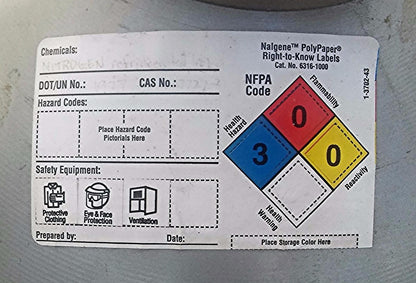 Nalgene™ PolyPaper®
Right-to-Know Labels
Cat. No. 6316-1000
Chemicals:
NITROGEN
DOT/UN No.: CAS No.:
NFPA
Code
Hazard Codes:
Place Hazard Code
Pictorials Here
Health
Hazard
Flammability
Reactivity
Health
Warning
3
0
0
1-3702-43
Safety Equipment:
Protective
Clothing
Eye & Face
Protection
Ventilation
Prepared by: Date:
Place Storage Color Here